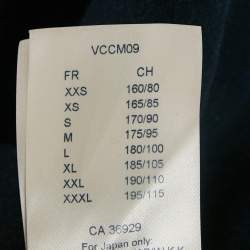 VCCM09
FR CH
XXS 160/80
XS 165/85
S 170/90
M 175/95
L 180/100
XL 185/105
XXL 190/110
XXXL 195/115
CA 36929
For Japan only: